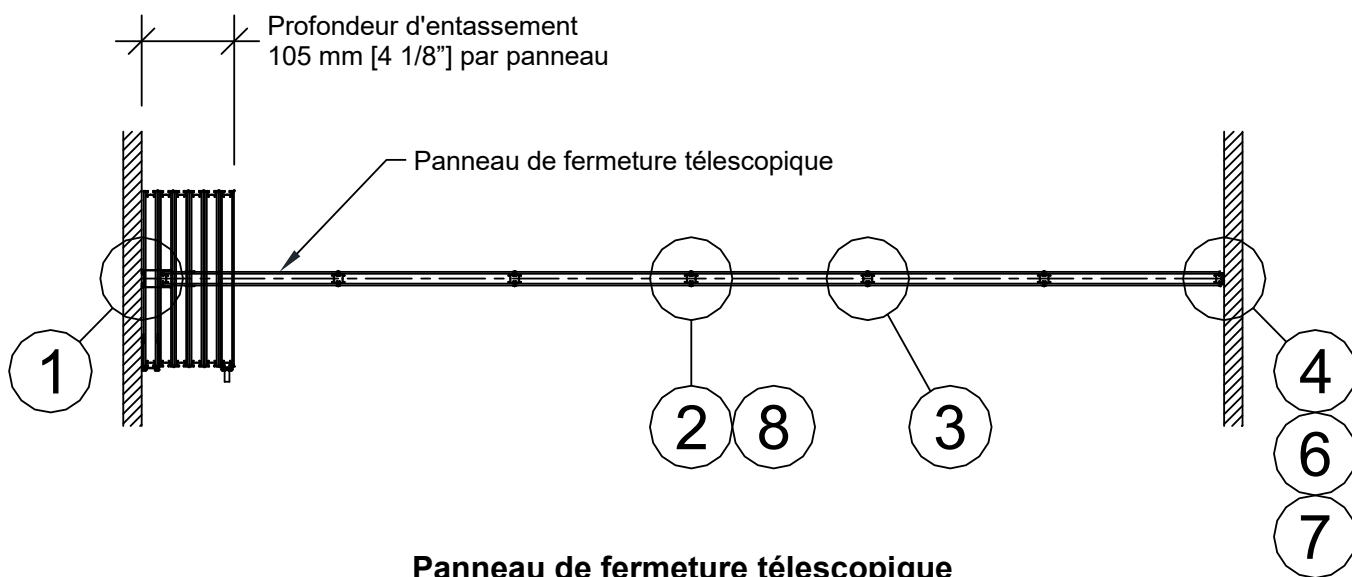 Profondeur d'entassement
105 mm [4 1/8”] par panneau
Panneau de fermeture télescopique
1
2 8
3
4
6
7
Panneau de fermeture télescopique